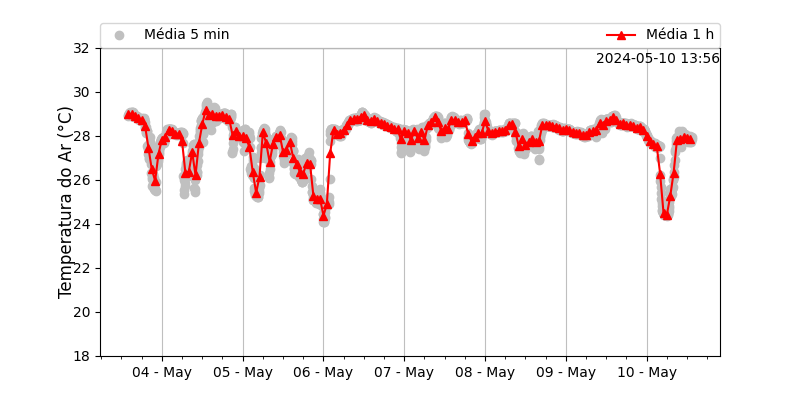 Média 5 min
Média 1 h
2024-05-10 13:56
Temperatura do Ar (°C)
32
30
28
26
24
22
20
18
04 - May
05 - May
06 - May
07 - May
08 - May
09 - May
10 - May